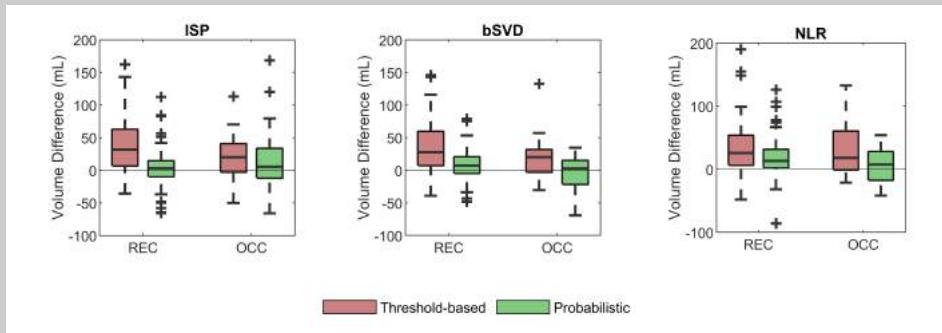 ISP
200
150
100
50
0
-50
-100
Volume Difference (mL)
REC OCC
bSVD
200
150
100
50
0
-50
-100
Volume Difference (mL)
REC OCC
NLR
200
100
0
-100
Volume Difference (mL)
REC OCC
Threshold-based Probabilistic